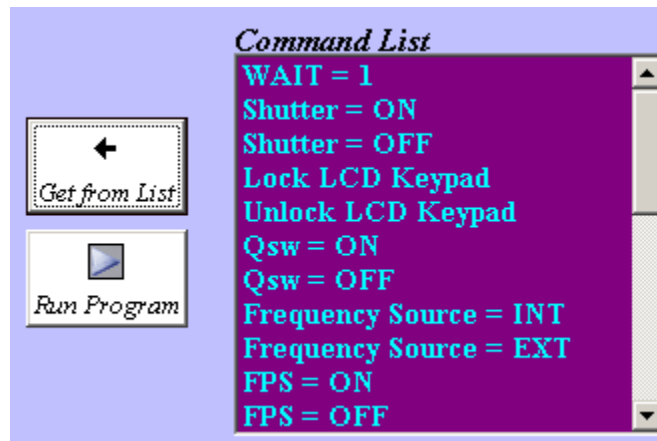 Command List
WAIT = 1
Shutter = ON
Shutter = OFF
Lock LCD Keypad
Unlock LCD Keypad
Qsw = ON
Qsw = OFF
Frequency Source = INT
Frequency Source = EXT
FPS = ON
FPS = OFF
Get from List
Run Program